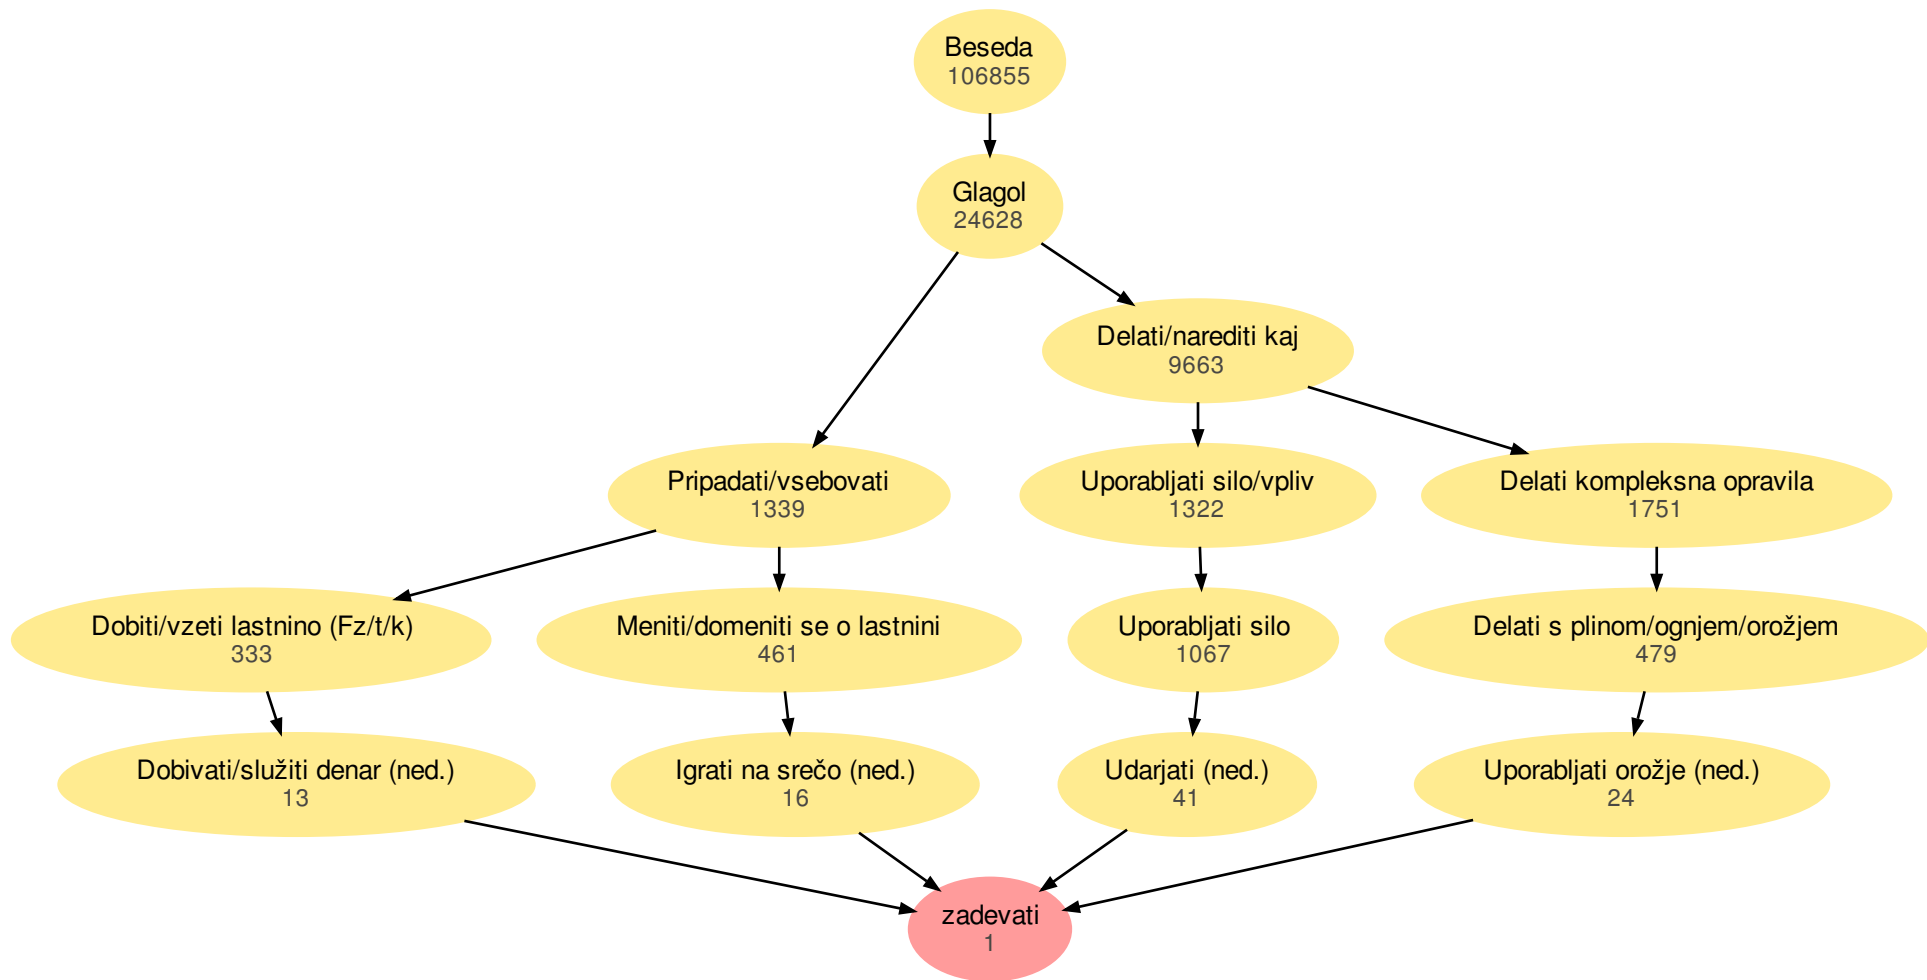 Beseda
106855
Glagol
24628
Delati/narediti kaj
9663
Pripadati/vsebovati
1339
Uporabljati silo/vpliv
1322
Delati kompleksna opravila
1751
Dobiti/vzeti lastnino (Fz/t/k)
333
Meniti/domeniti se o lastnini
461
Uporabljati silo
1067
Delati s plinom/ognjem/orožjem
479
Dobivati/služiti denar (ned.)
13
Igrati na srečo (ned.)
16
Udarjati (ned.)
41
Uporabljati orožje (ned.)
24
zadevati
1